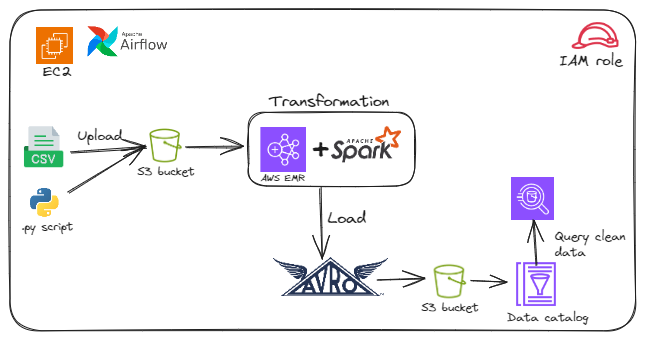 APACHE
Airflow
EC2
IAM role
Transformation
Upload
CSV
S3 bucket
+
APACHE
Spark
AWS EMR
.py script
Load
AVRO
Query clean
data
S3 bucket
Data catalog